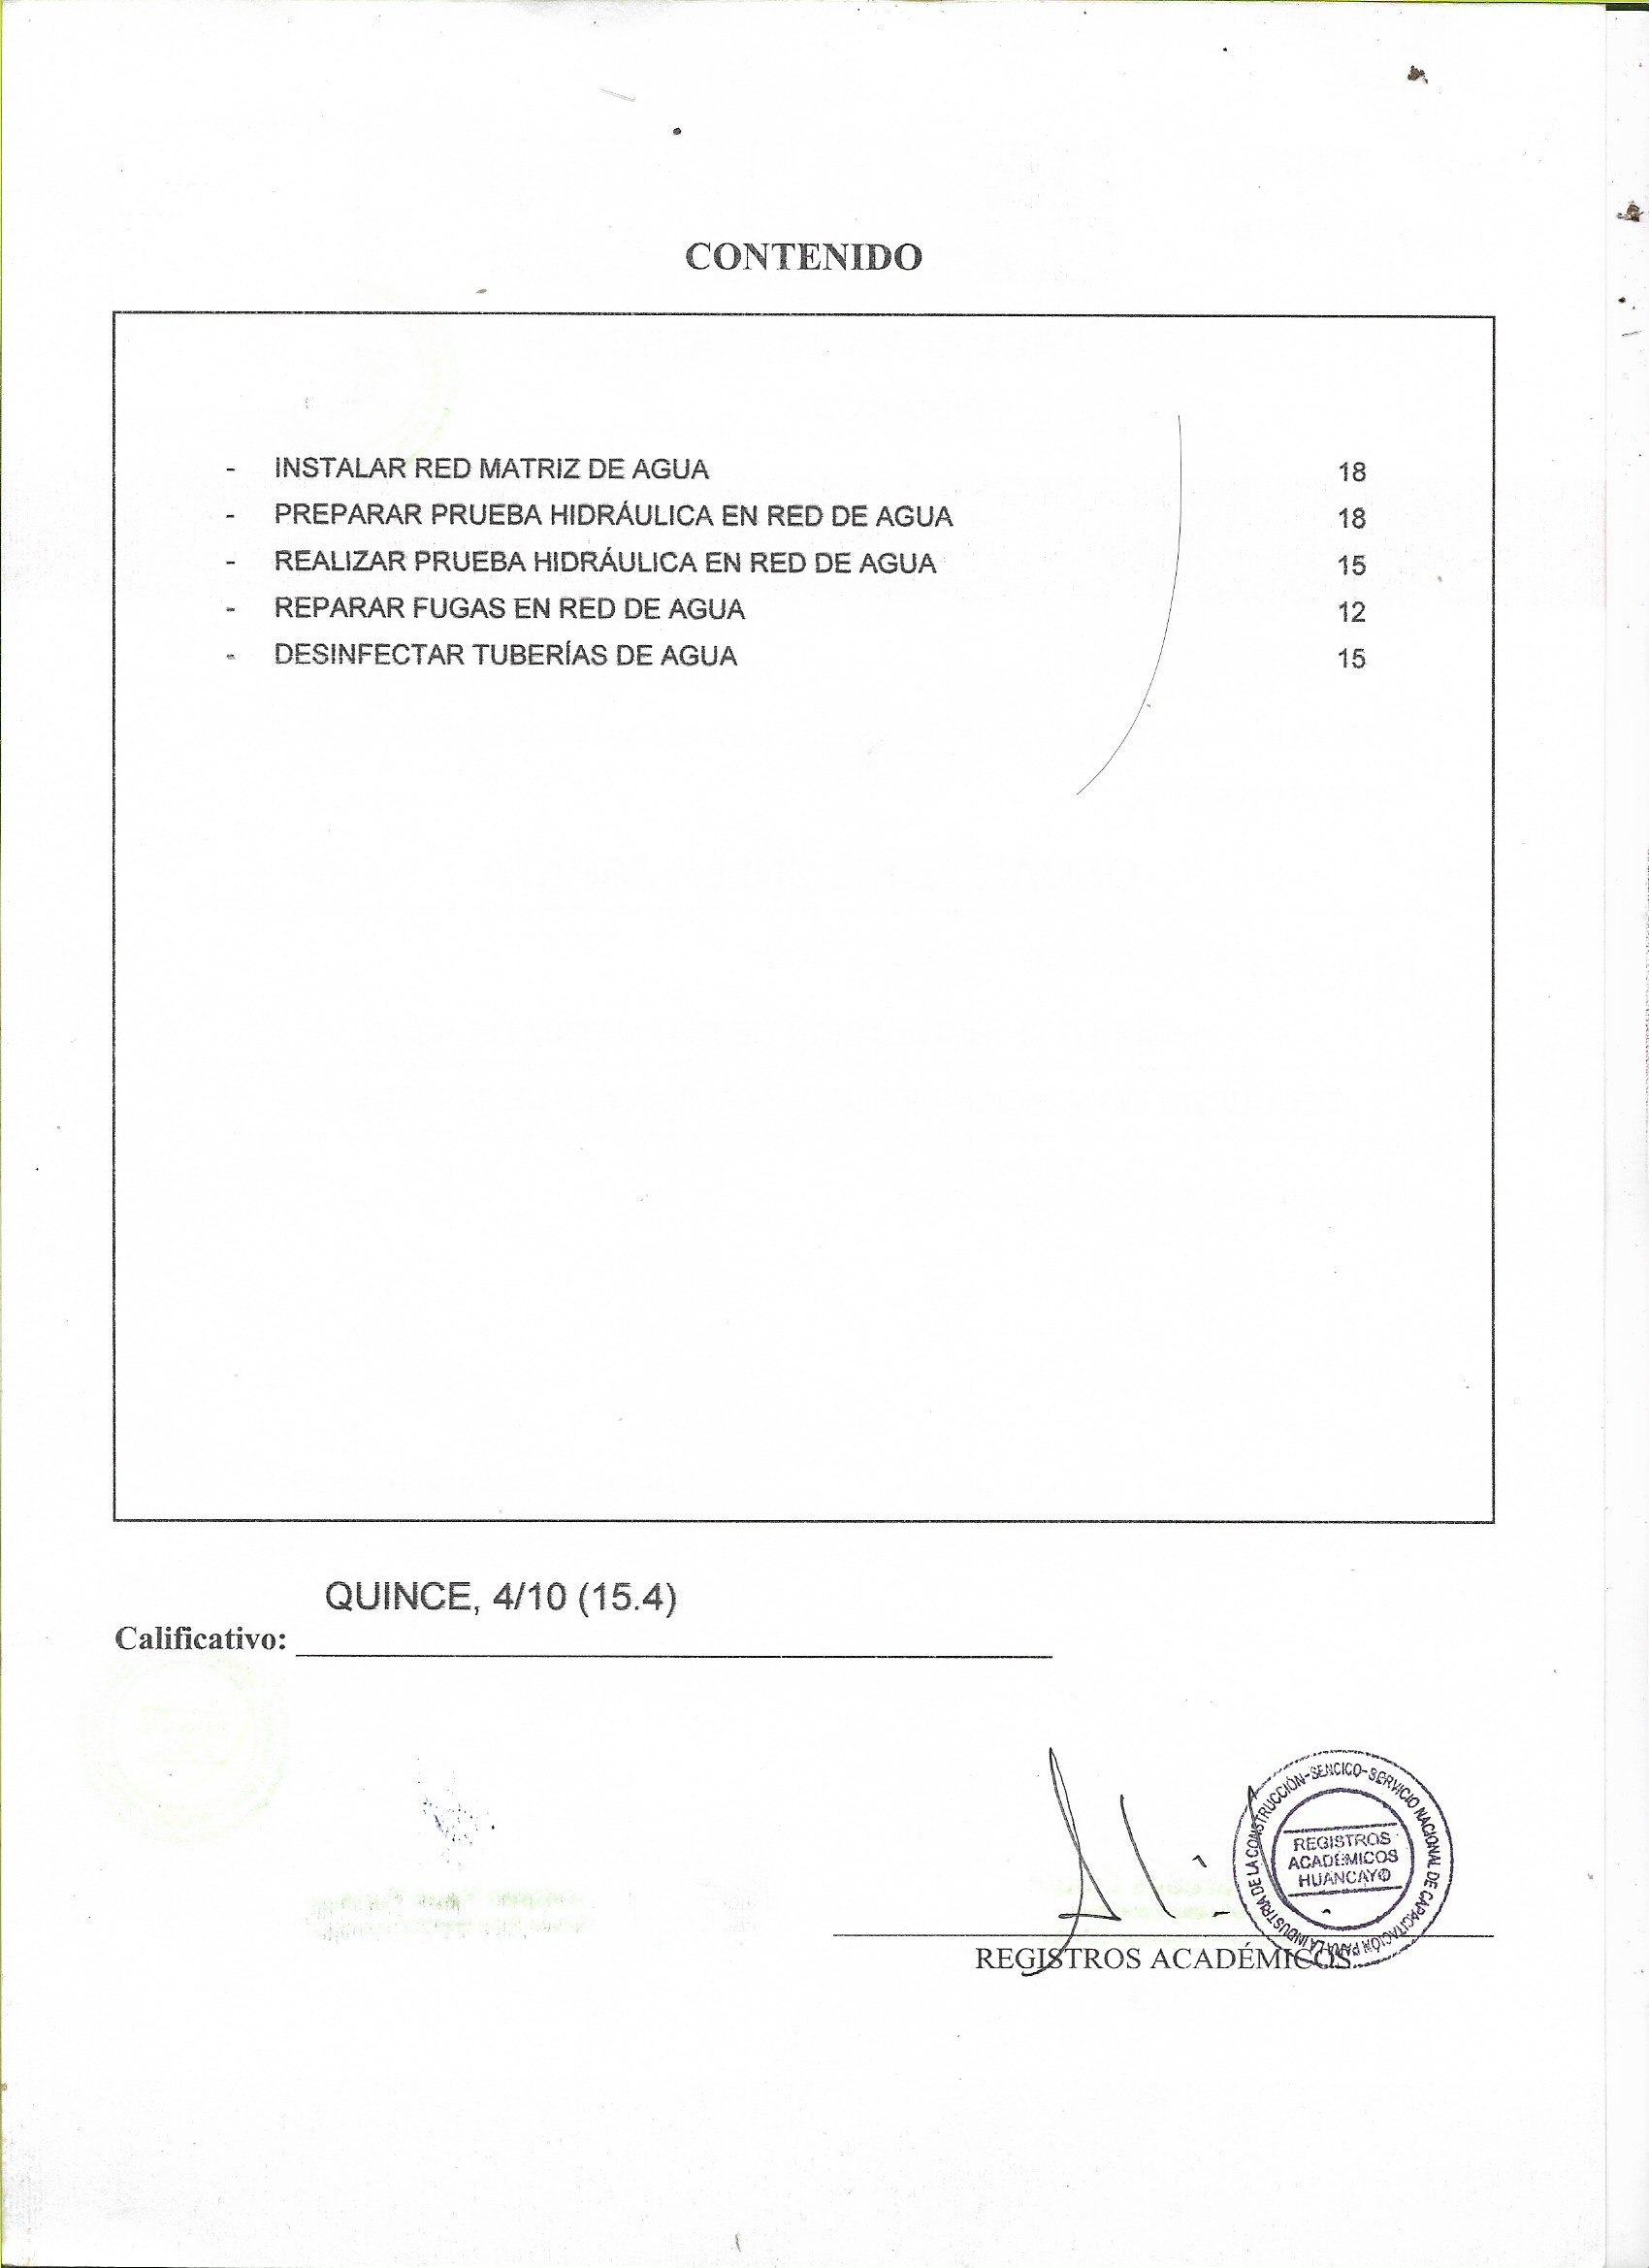 CONTENIDO
- INSTALAR RED MATRIZ DE AGUA 18
- PREPARAR PRUEBA HIDRÁULICA EN RED DE AGUA 18
- REALIZAR PRUEBA HIDRÁULICA EN RED DE AGUA 15
- REPARAR FUGAS EN RED DE AGUA 12
- DESINFECTAR TUBERÍAS DE AGUA 15
QUINCE, 4/10 (15.4)
Calificativo:
SENCICO-SERVICIO NACIONAL DE CAPACITACIÓN PARA LA INDUSTRIA DE LA CONSTRUCCIÓN-
REGISTROS
ACADÉMICOS
HUANCAYO
REGISTROS ACADÉMICOS